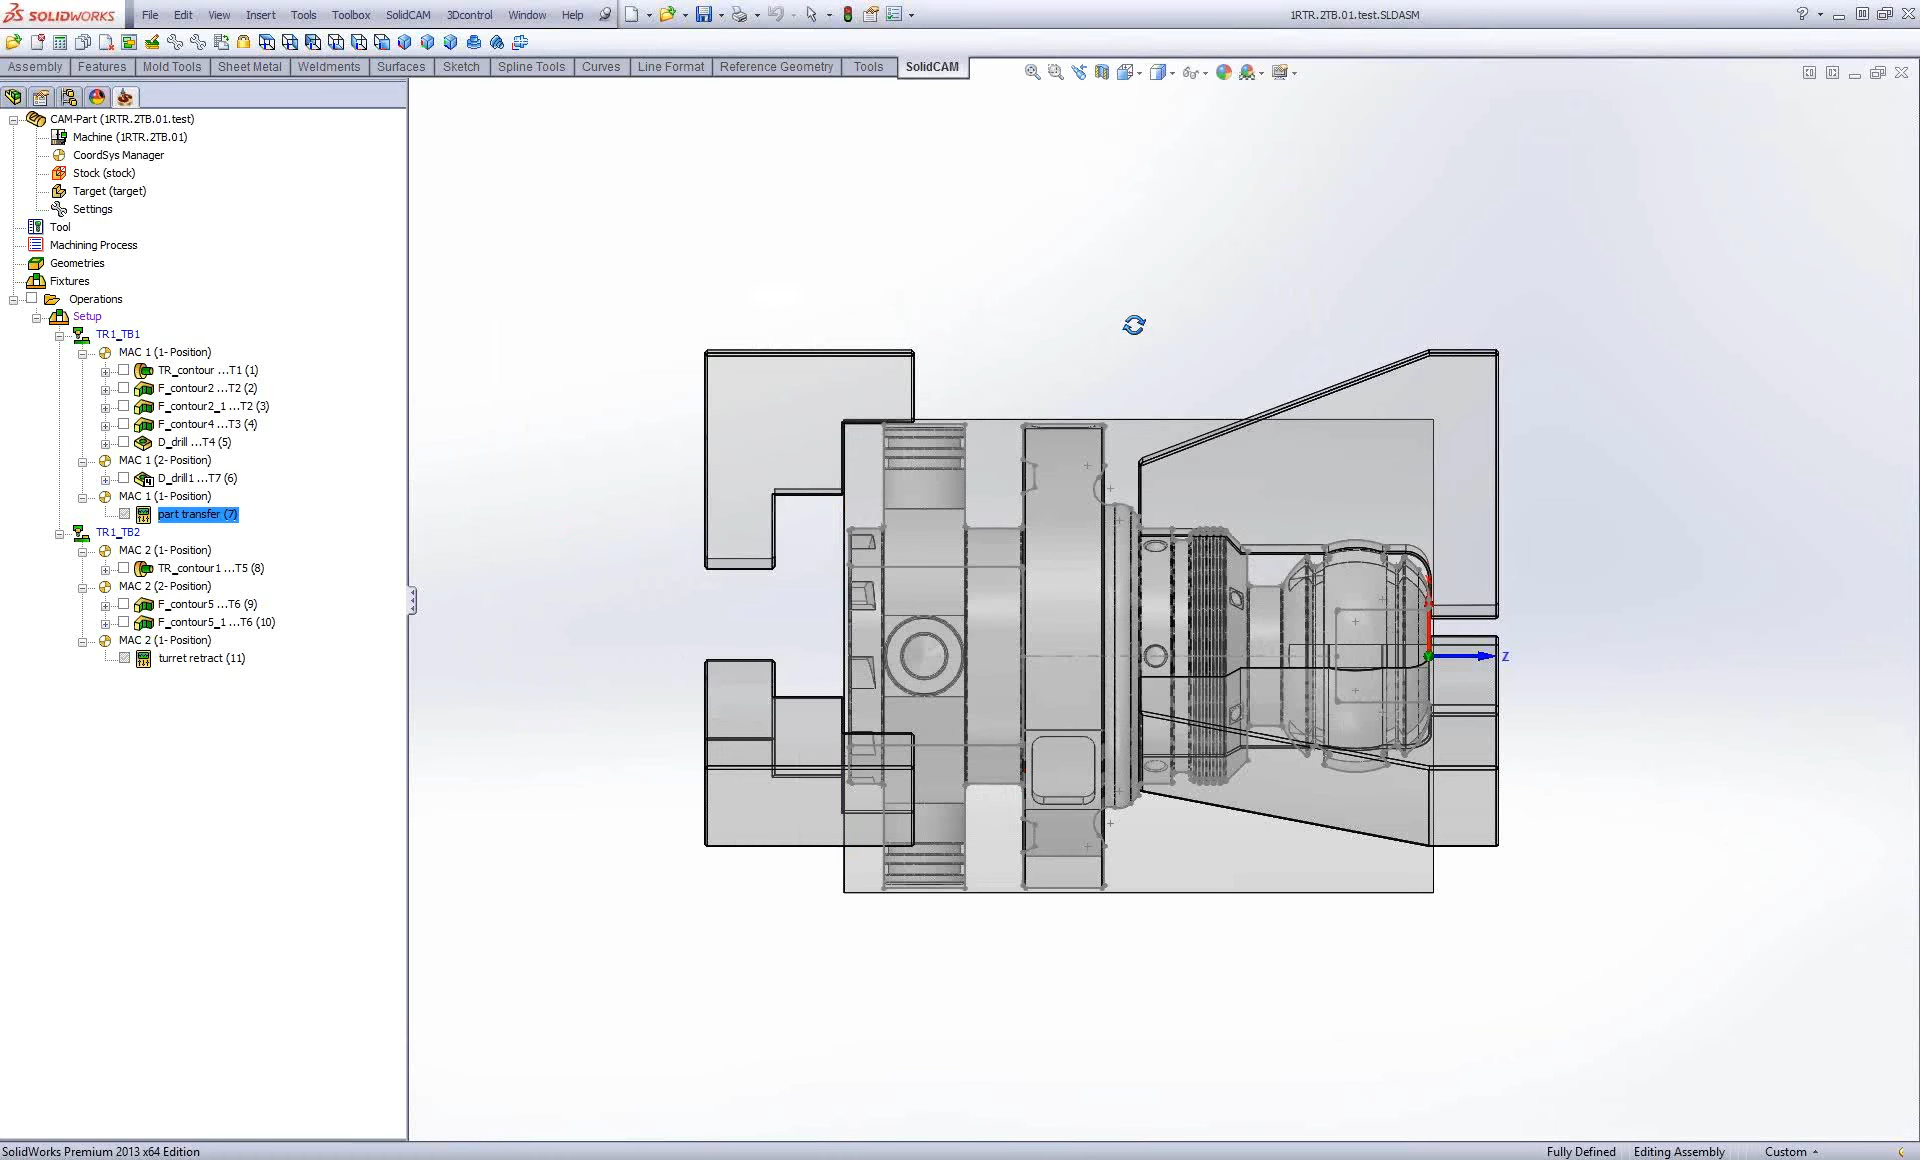 SOLIDWORKS File Edit View Insert Tools Toolbox SolidCAM 3Dcontrol Window Help 1RTR.2TB.01.test.SLDASM
Assembly Features Mold Tools Sheet Metal Weldments Surfaces Sketch Spline Tools Curves Line Format Reference Geometry Tools SolidCAM
CAM-Part (1RTR.2TB.01.test)
Machine (1RTR.2TB.01)
CoordSys Manager
Stock (stock)
Target (target)
Settings
Tool
Machining Process
Geometries
Fixtures
Operations
Setup
TR1_TB1
MAC 1 (1- Position)
TR_contour ...T1 (1)
F_contour2 ...T2 (2)
F_contour2_1 ...T2 (3)
F_contour4 ...T3 (4)
D_drill ...T4 (5)
MAC 1 (2- Position)
D_drill1 ...T7 (6)
MAC 1 (1- Position)
part transfer (7)
TR1_TB2
MAC 2 (1- Position)
TR_contour1 ...T5 (8)
MAC 2 (2- Position)
F_contour5 ...T6 (9)
F_contour5_1 ...T6 (10)
MAC 2 (1- Position)
turret retract (11)
Z
SolidWorks Premium 2013 x64 Edition Fully Defined Editing Assembly Custom